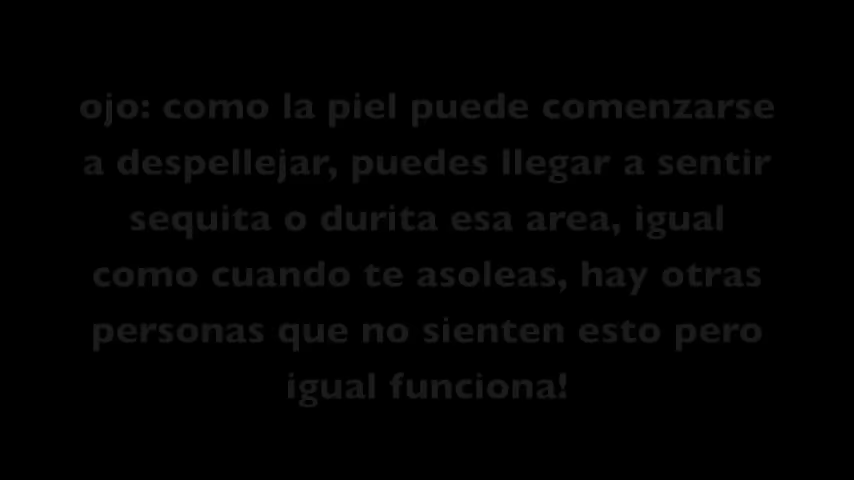 ojo: como la piel puede comenzarse
a despellejar, puedes llegar a sentir
sequita o durita esa area, igual
como cuando te asoleas, hay otras
personas que no sienten esto pero
igual funciona!